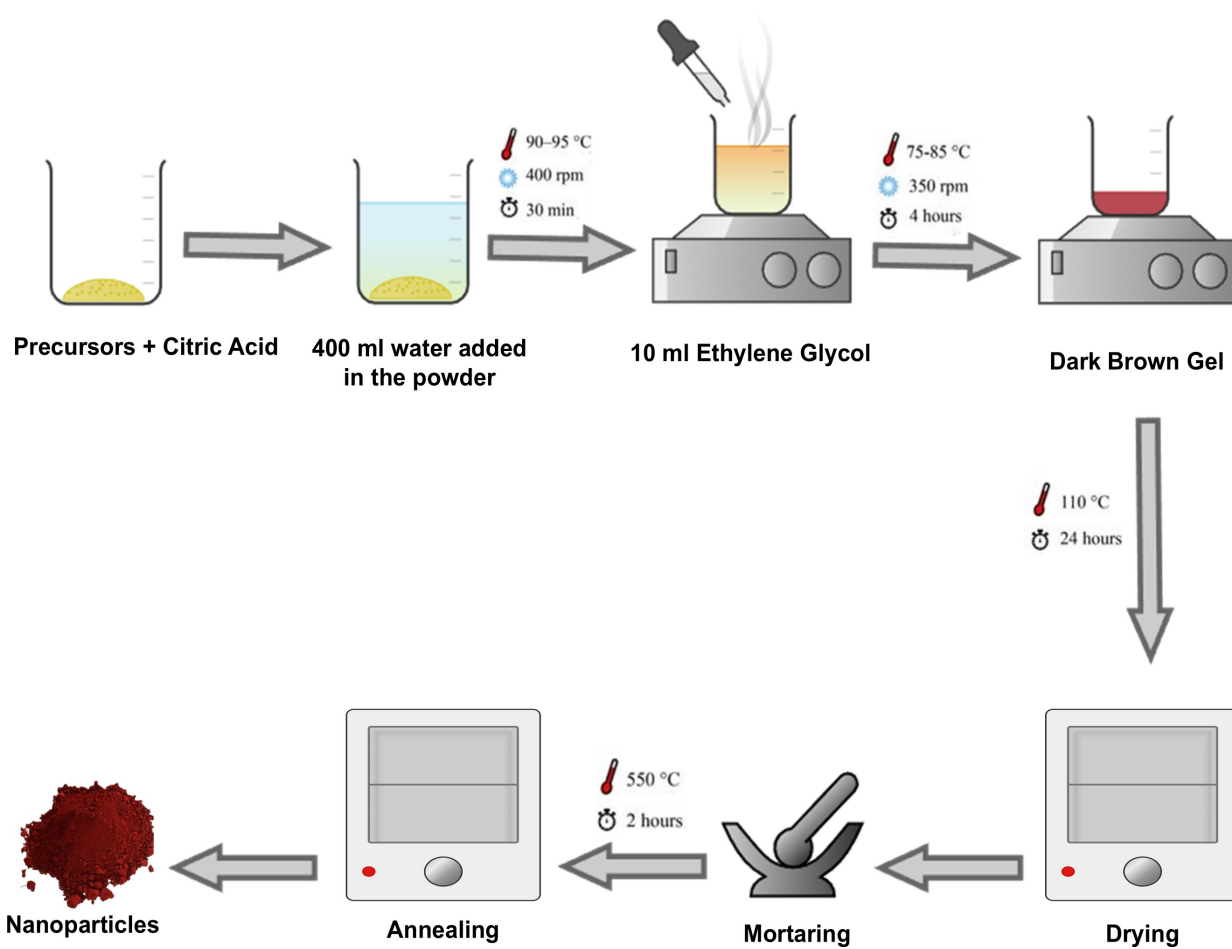 90–95 °C
400 rpm
30 min
75-85 °C
350 rpm
4 hours
Precursors + Citric Acid
400 ml water added
in the powder
10 ml Ethylene Glycol
Dark Brown Gel
110 °C
24 hours
550 °C
2 hours
Nanoparticles
Annealing
Mortaring
Drying